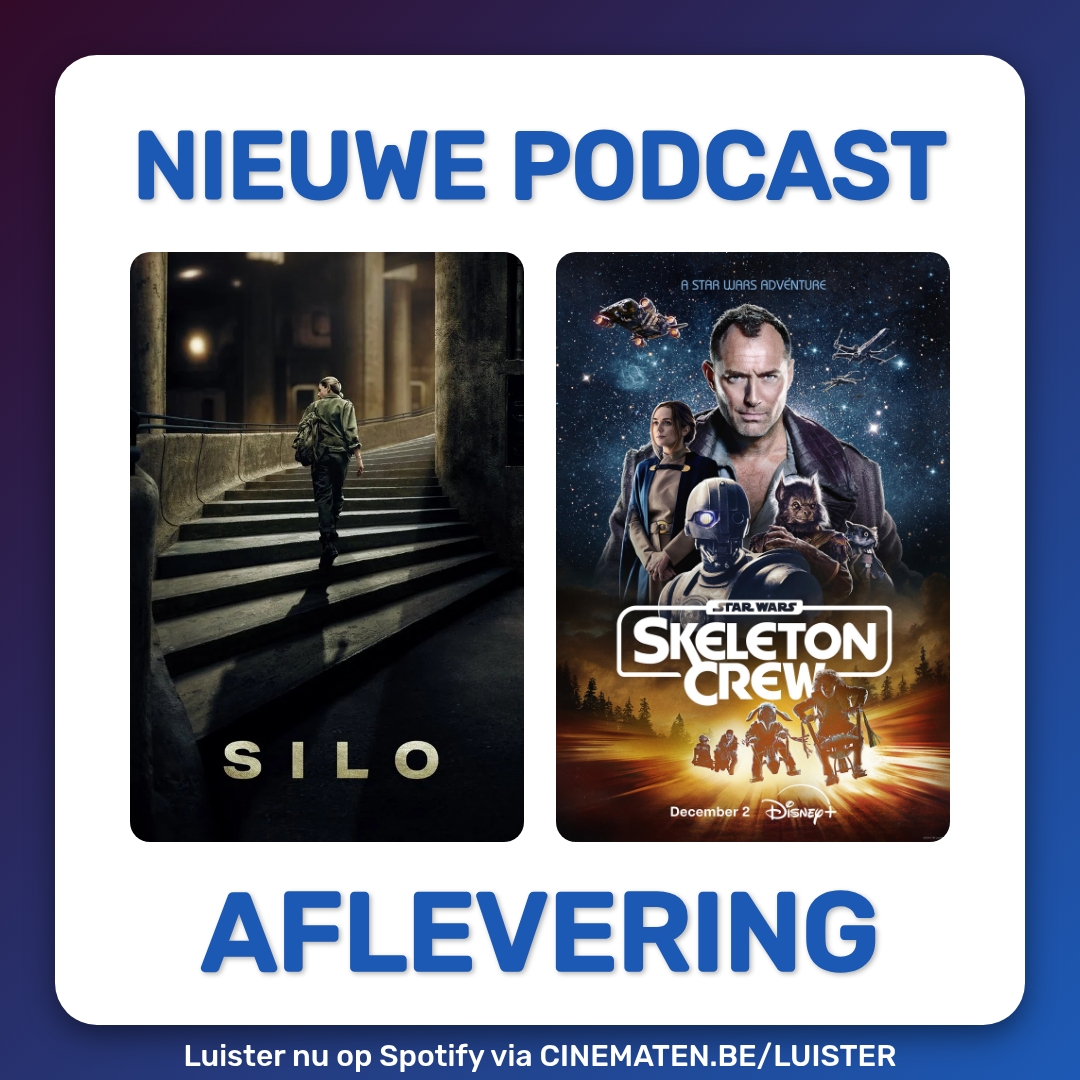 NIEUWE PODCAST
SILO
A STAR WARS ADVENTURE
STAR WARS
SKELETON
CREW
December 2 Disney+
AFLEVERING
Luister nu op Spotify via CINEMATEN.BE/LUISTER